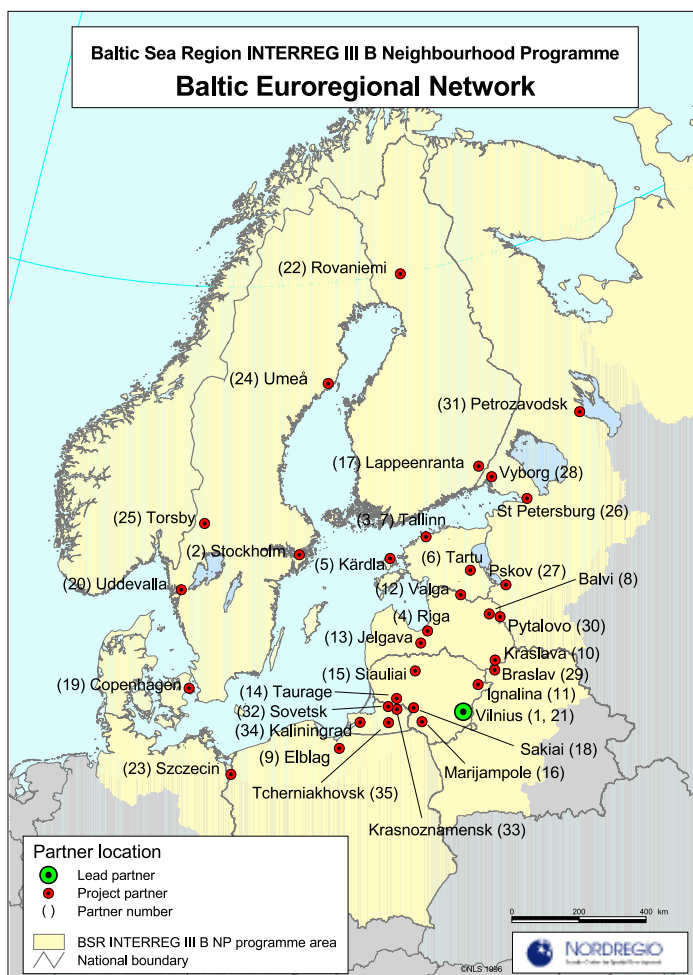 Baltic Sea Region INTERREG III B Neighbourhood Programme
Baltic Euroregional Network
(22) Rovaniemi
(24) Umeå
(31) Petrozavodsk
(17) Lappeenranta
Vyborg (28)
St Petersburg (26)
(25) Torsby
(3, 7) Tallinn
(2) Stockholm
(5) Kärdla
(6) Tartu
Pskov (27)
Balvi (8)
(20) Uddevalla
(12) Valga
(4) Riga
Pytalovo (30)
(13) Jelgava
Kraslava (10)
(15) Siauliai
Braslav (29)
(19) Copenhagen
(14) Taurage
Ignalina (11)
(32) Sovetsk
Vilnius (1, 21)
(34) Kaliningrad
Sakiai (18)
(9) Elblag
Marijampole (16)
(23) Szczecin
Tcherniakhovsk (35)
Krasnoznamensk (33)
Partner location
Lead partner
Project partner
( ) Partner number
BSR INTERREG III B NP programme area
National boundary
0 200 400 km
©NLS 1996
NORDREGIO